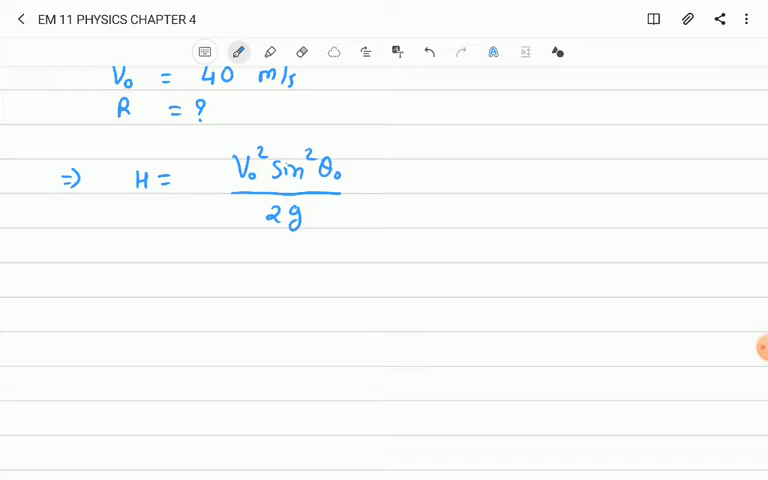 EM 11 PHYSICS CHAPTER 4
V₀ = 40 m/s
R = ?
⇒ H = V₀² sin² θ₀
2g